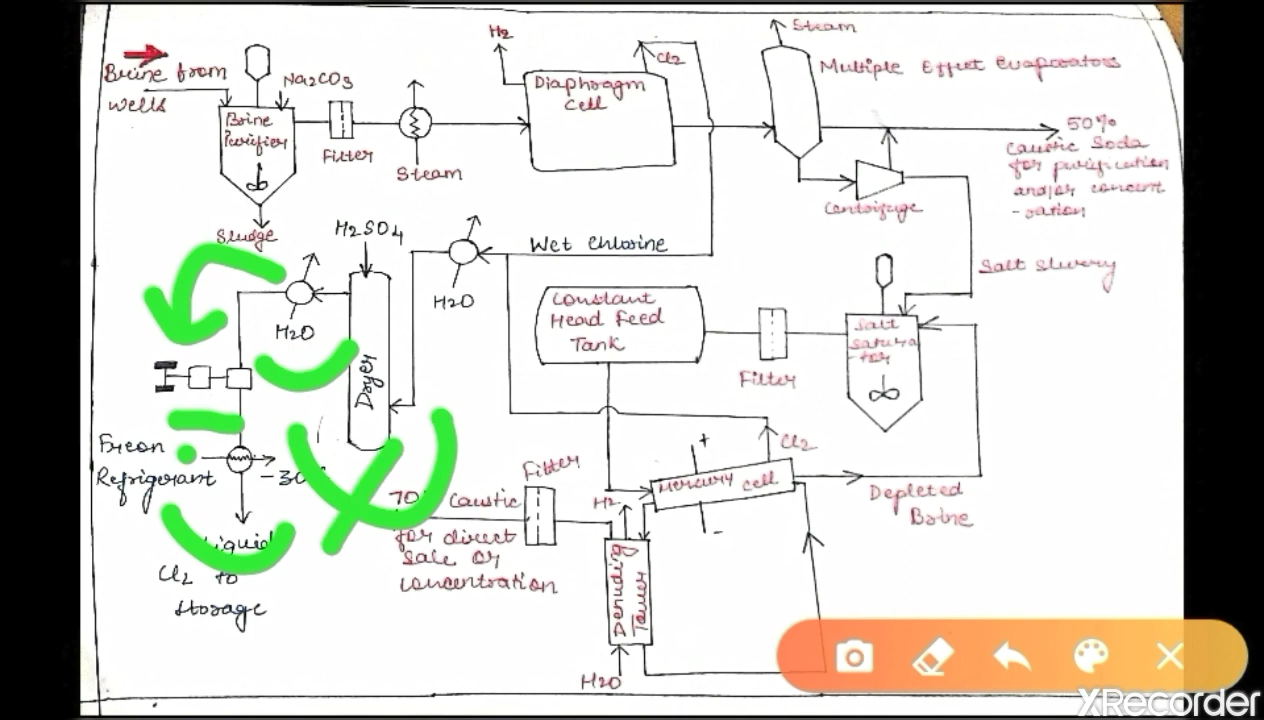 Brine from
wells
Na2CO3
Brine
Purifier
Sludge
Filter
Steam
H2
Diaphragm
cell
Cl2
Steam
Multiple Effect Evaporators
50%
Caustic Soda
for purification
and/or concent
-ration
Centrifuge
Salt slurry
Wet Chlorine
H2O
H2SO4
Dryer
H2O
Constant
Head Feed
Tank
Filter
Salt
satura
-tor
Freon
Refrigerant
-30
Liquid
Cl2 to
storage
Filter
70
Caustic
for direct
sale or
concentration
H2
+
Mercury cell
-
Cl2
Depleted
Brine
Denuding
Tower
H2O
XRecorder